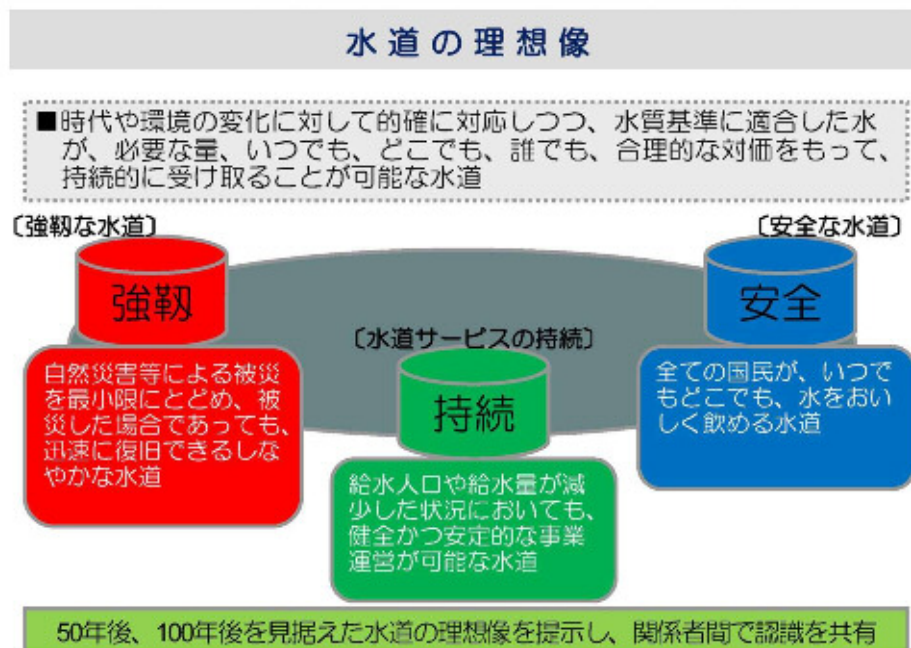 水道の理想像
■時代や環境の変化に対して的確に対応しつつ、水質基準に適合した水
が、必要な量、いつでも、どこでも、誰でも、合理的な対価をもって、
持続的に受け取ることが可能な水道
〔強靱な水道〕
〔安全な水道〕
強靱
安全
〔水道サービスの持続〕
持続
自然災害等による被災
を最小限にとどめ、被
災した場合であっても、
迅速に復旧できるしな
やかな水道
全ての国民が、いつで
もどこでも、水をおい
しく飲める水道
給水人口や給水量が減
少した状況においても、
健全かつ安定的な事業
運営が可能な水道
50年後、100年後を見据えた水道の理想像を提示し、関係者間で認識を共有